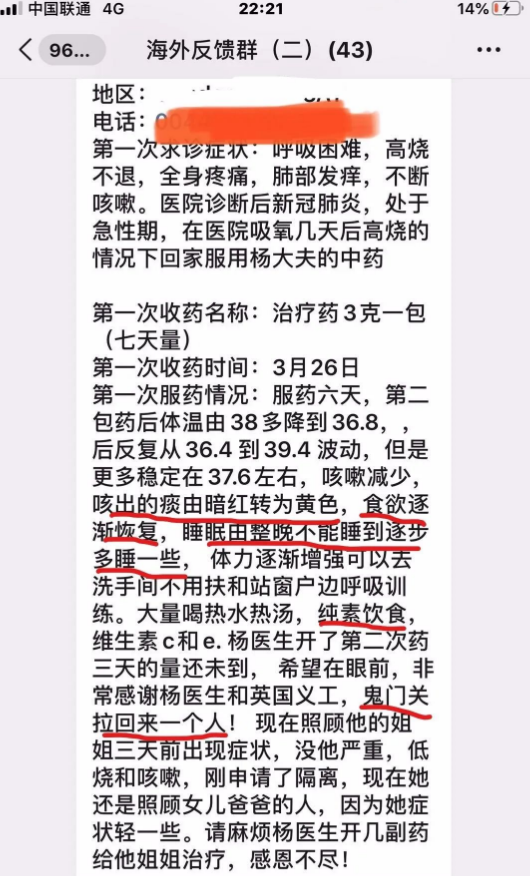 中国联通 4G 22:21 14%
96... 海外反馈群（二）(43) •••
地区：
电话：
第一次求诊症状：呼吸困难，高烧
不退，全身疼痛，肺部发痒，不断
咳嗽。医院诊断后新冠肺炎，处于
急性期，在医院吸氧几天后高烧的
情况下回家服用杨大夫的中药
第一次收药名称：治疗药3克一包
（七天量）
第一次收药时间：3月26日
第一次服药情况：服药六天，第二
包药后体温由38多降到36.8，，
后反复从36.4到39.4波动，但是
更多稳定在37.6左右，咳嗽减少，
咳出的痰由暗红转为黄色，食欲逐
渐恢复，睡眠由整晚不能睡到逐步
多睡一些， 体力逐渐增强可以去
洗手间不用扶和站窗户边呼吸训
练。大量喝热水热汤，纯素饮食，
维生素c和e. 杨医生开了第二次药
三天的量还未到， 希望在眼前，非
常感谢杨医生和英国义工，鬼门关
拉回来一个人！ 现在照顾他的姐
姐三天前出现症状，没他严重，低
烧和咳嗽，刚申请了隔离，现在她
还是照顾女儿爸爸的人，因为她症
状轻一些。请麻烦杨医生开几副药
给他姐姐治疗，感恩不尽！